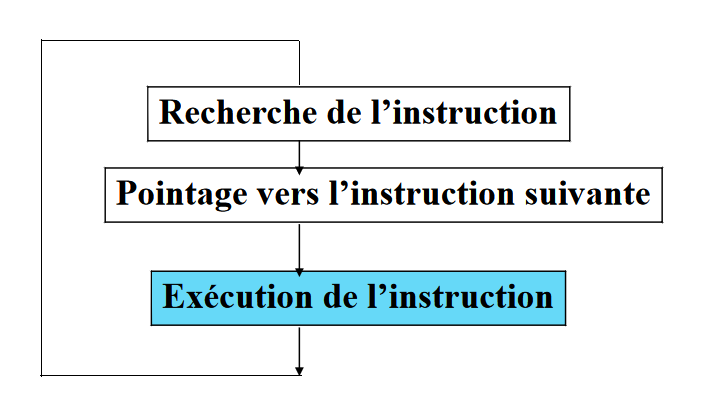 Recherche de l’instruction
Pointage vers l’instruction suivante
Exécution de l’instruction